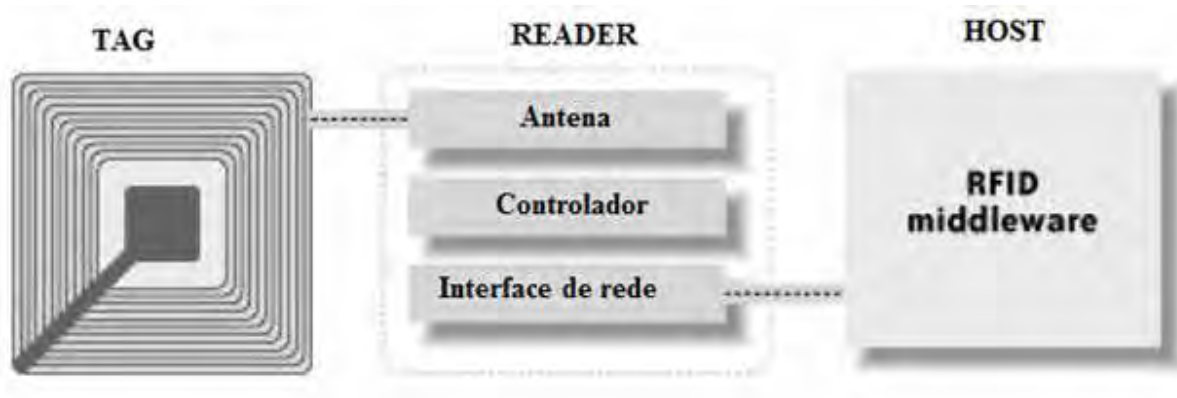 TAG
READER
HOST
Antena
Controlador
Interface de rede
RFID
middleware